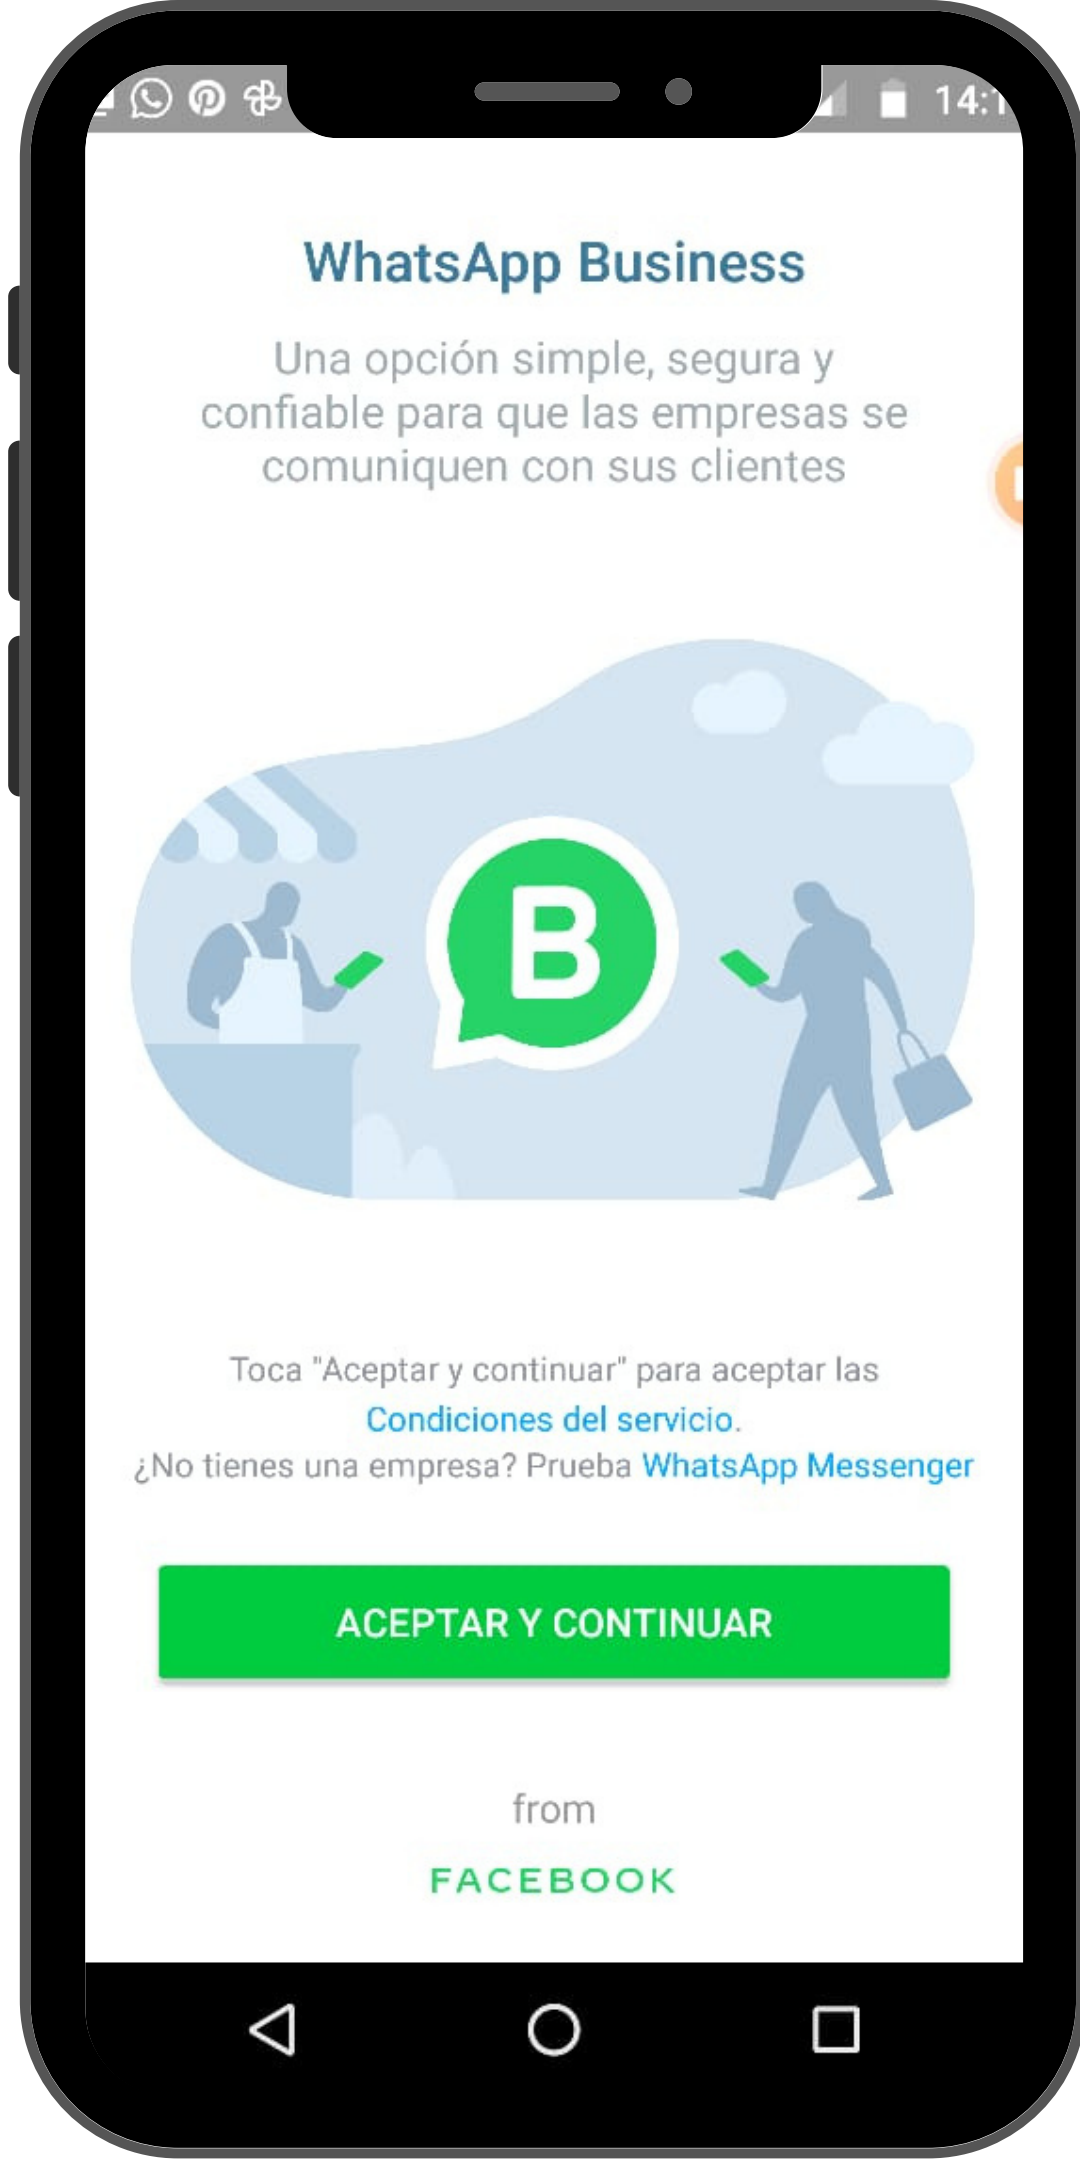 WhatsApp Business
Una opción simple, segura y
confiable para que las empresas se
comuniquen con sus clientes
B
Toca "Aceptar y continuar" para aceptar las
Condiciones del servicio.
¿No tienes una empresa? Prueba WhatsApp Messenger
ACEPTAR Y CONTINUAR
from
FACEBOOK